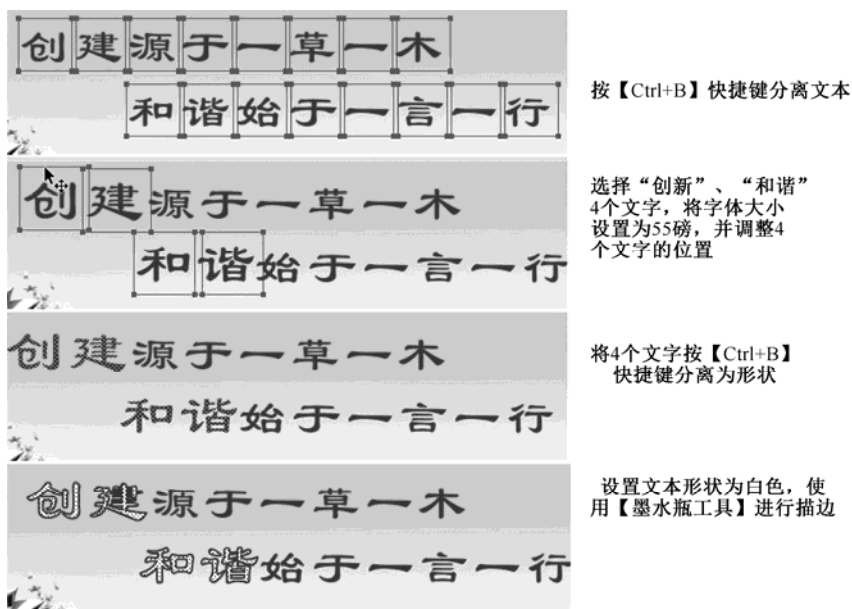 创建源于一草一木
和谐始于一言一行
按【Ctrl+B】快捷键分离文本
创建源于一草一木
和谐始于一言一行
选择“创新”、“和谐”
4个文字，将字体大小
设置为55磅，并调整4
个文字的位置
创建源于一草一木
和谐始于一言一行
将4个文字按【Ctrl+B】
快捷键分离为形状
创建源于一草一木
和谐始于一言一行
设置文本形状为白色，使
用【墨水瓶工具】进行描边